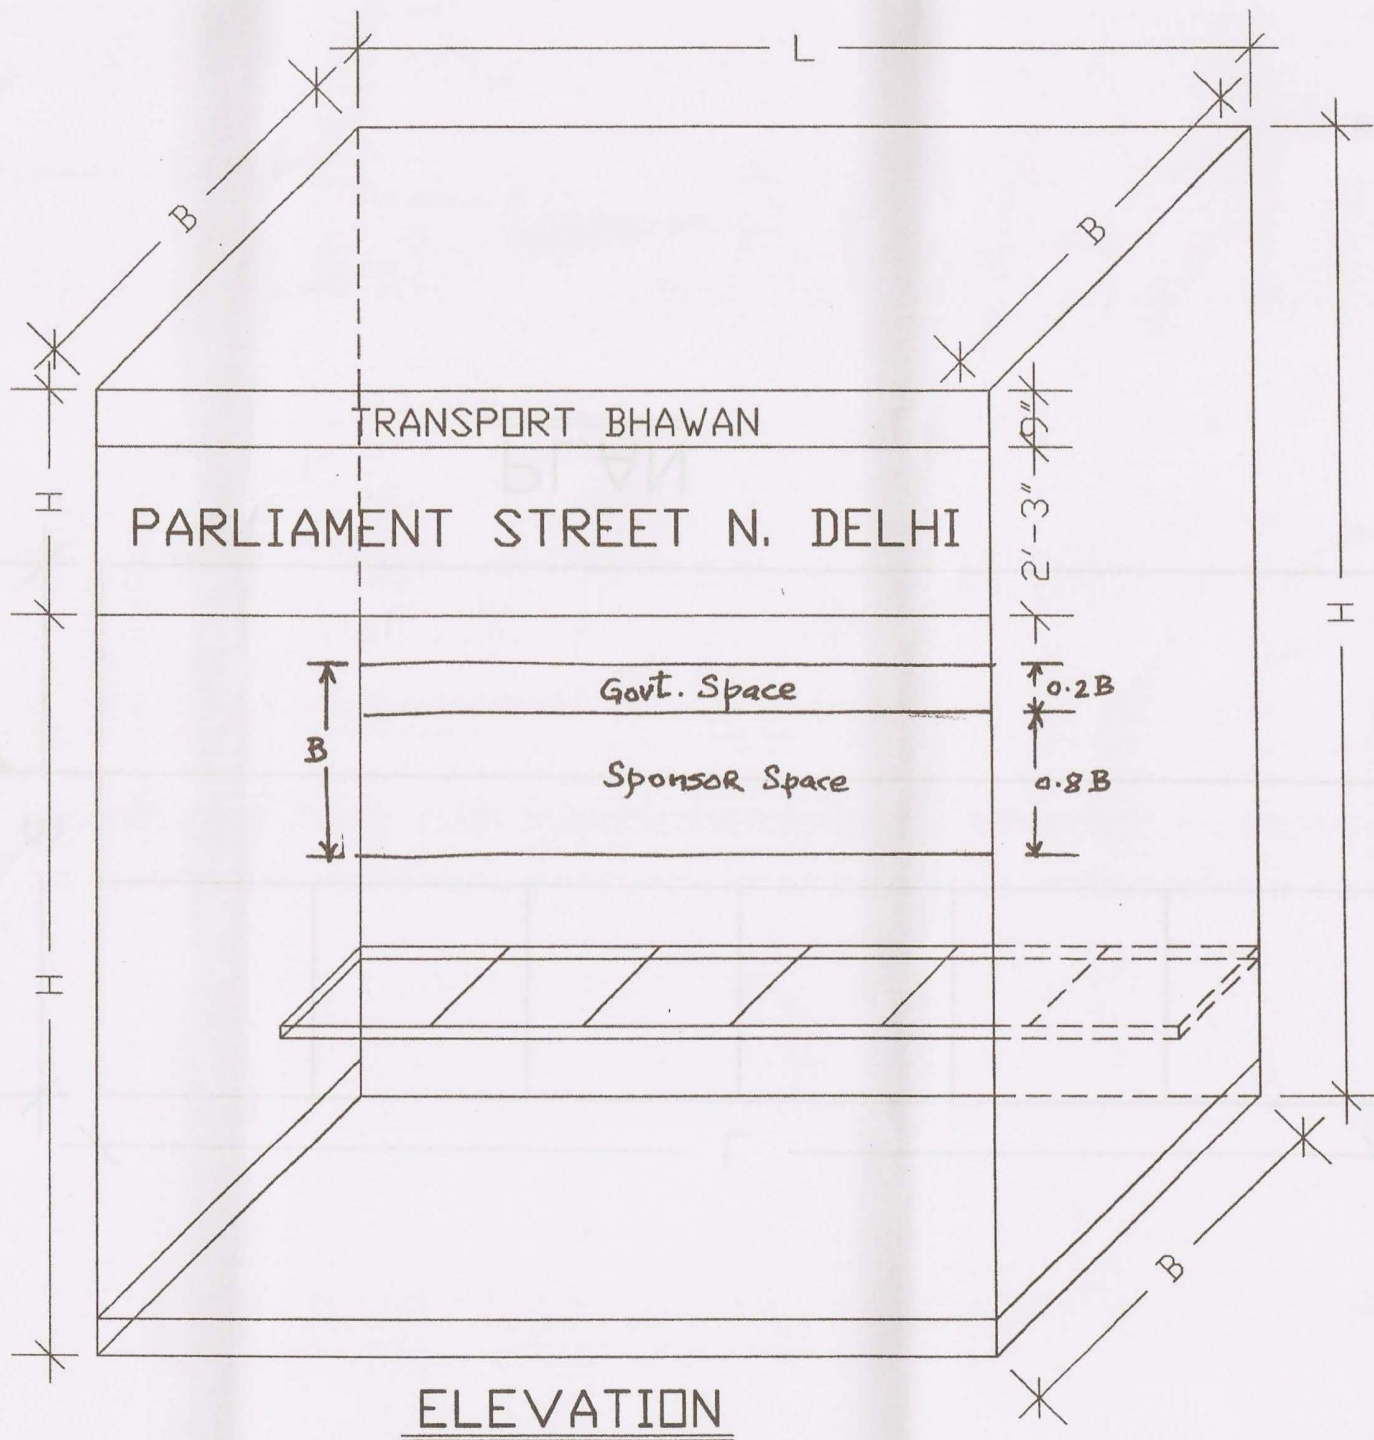 L
B
B
TRANSPORT BHAWAN
9"
H
PARLIAMENT STREET N. DELHI
2'-3"
H
Govt. Space
0.2B
B
Sponsor Space
0.8B
H
B
ELEVATION